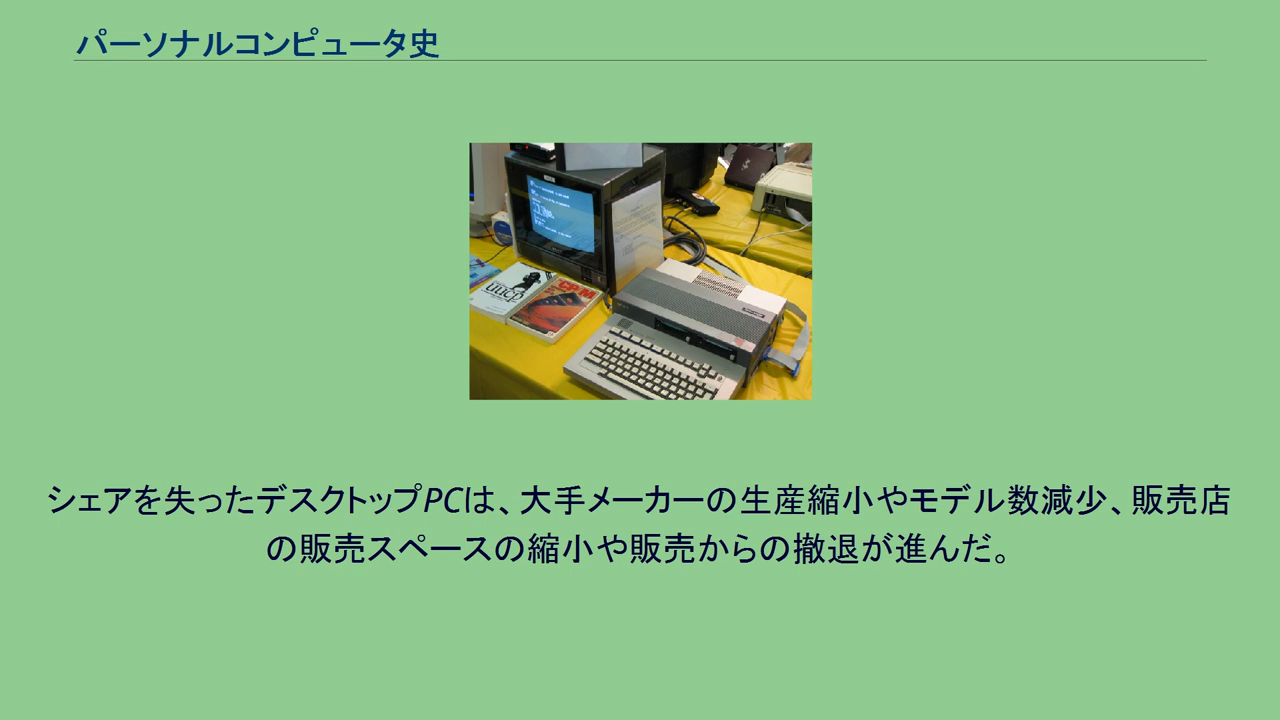 パーソナルコンピュータ史
uucp
CP/M
シェアを失ったデスクトップPCは、大手メーカーの生産縮小やモデル数減少、販売店
の販売スペースの縮小や販売からの撤退が進んだ。